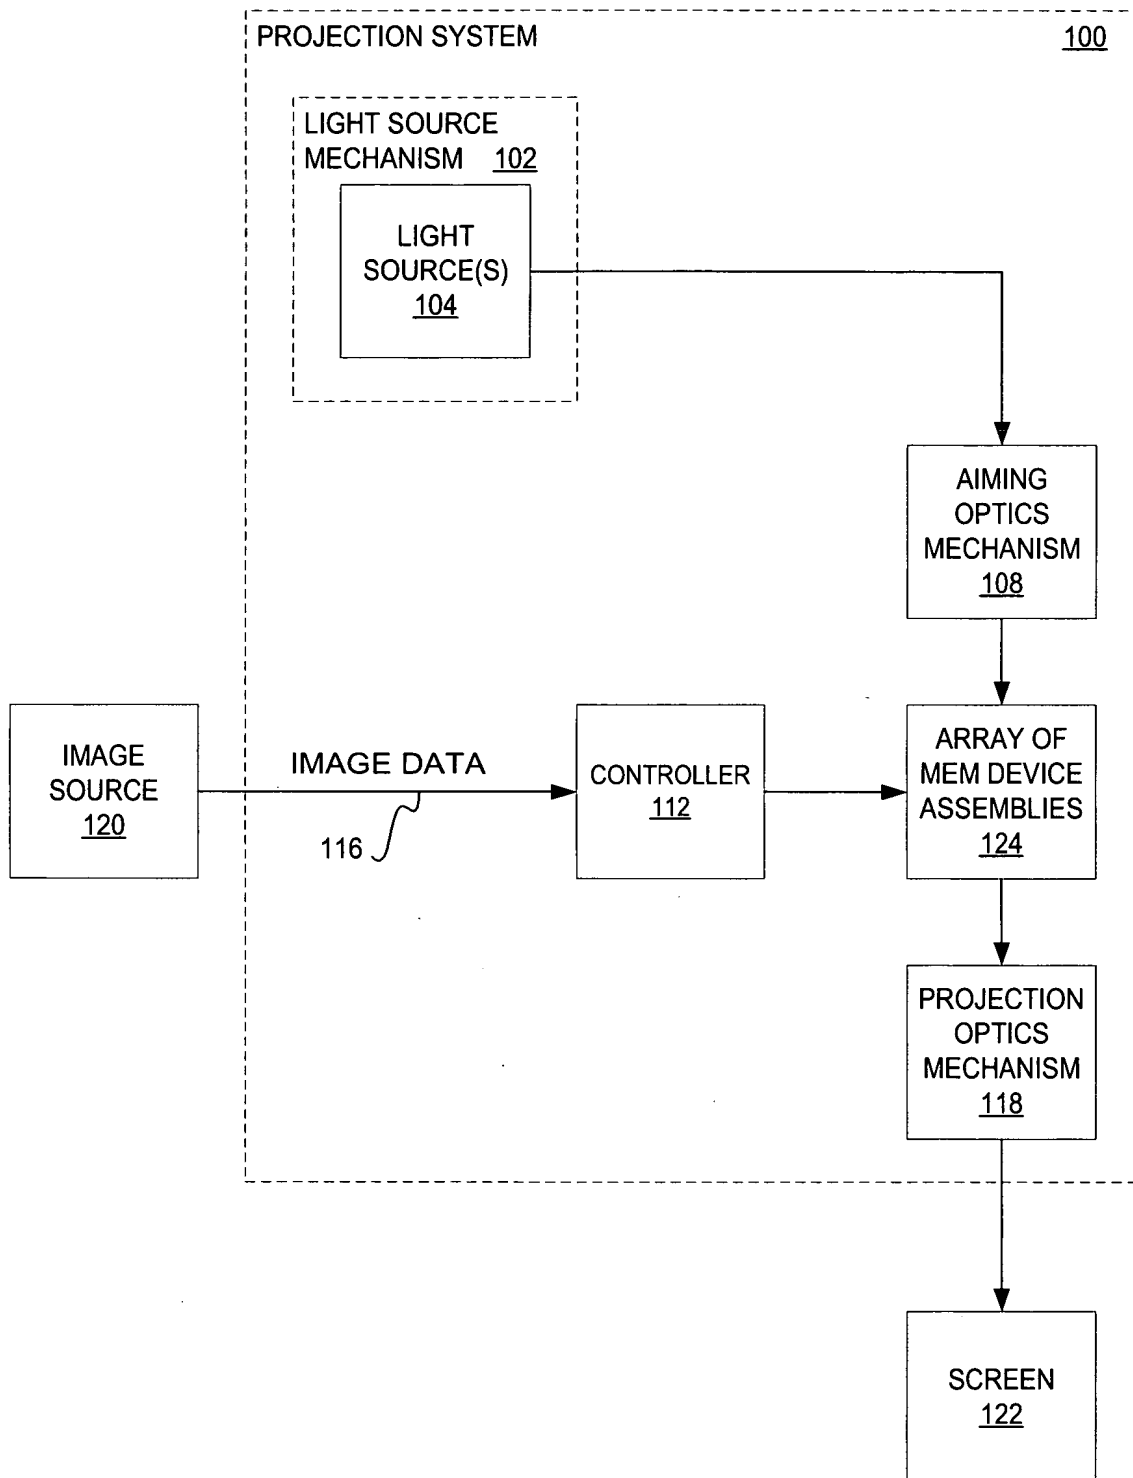 PROJECTION SYSTEM 100
LIGHT SOURCE
MECHANISM 102
LIGHT
SOURCE(S)
104
AIMING
OPTICS
MECHANISM
108
IMAGE
SOURCE
120
IMAGE DATA
116
CONTROLLER
112
ARRAY OF
MEM DEVICE
ASSEMBLIES
124
PROJECTION
OPTICS
MECHANISM
118
SCREEN
122